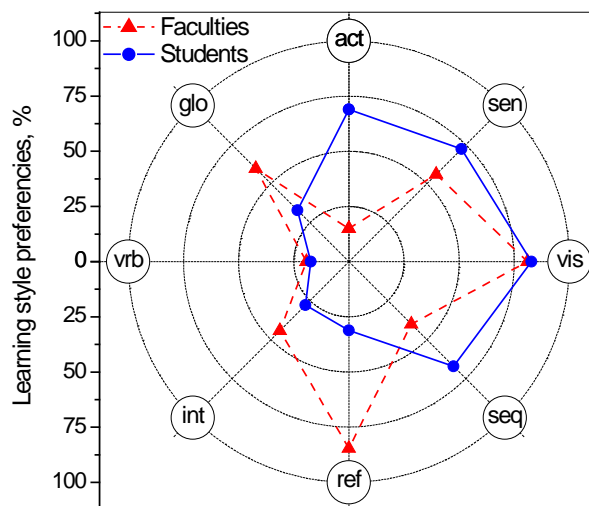 Learning style preferencies, %
100
75
50
25
0
25
50
75
100
Faculties
Students
act
sen
vis
seq
ref
int
vrb
glo